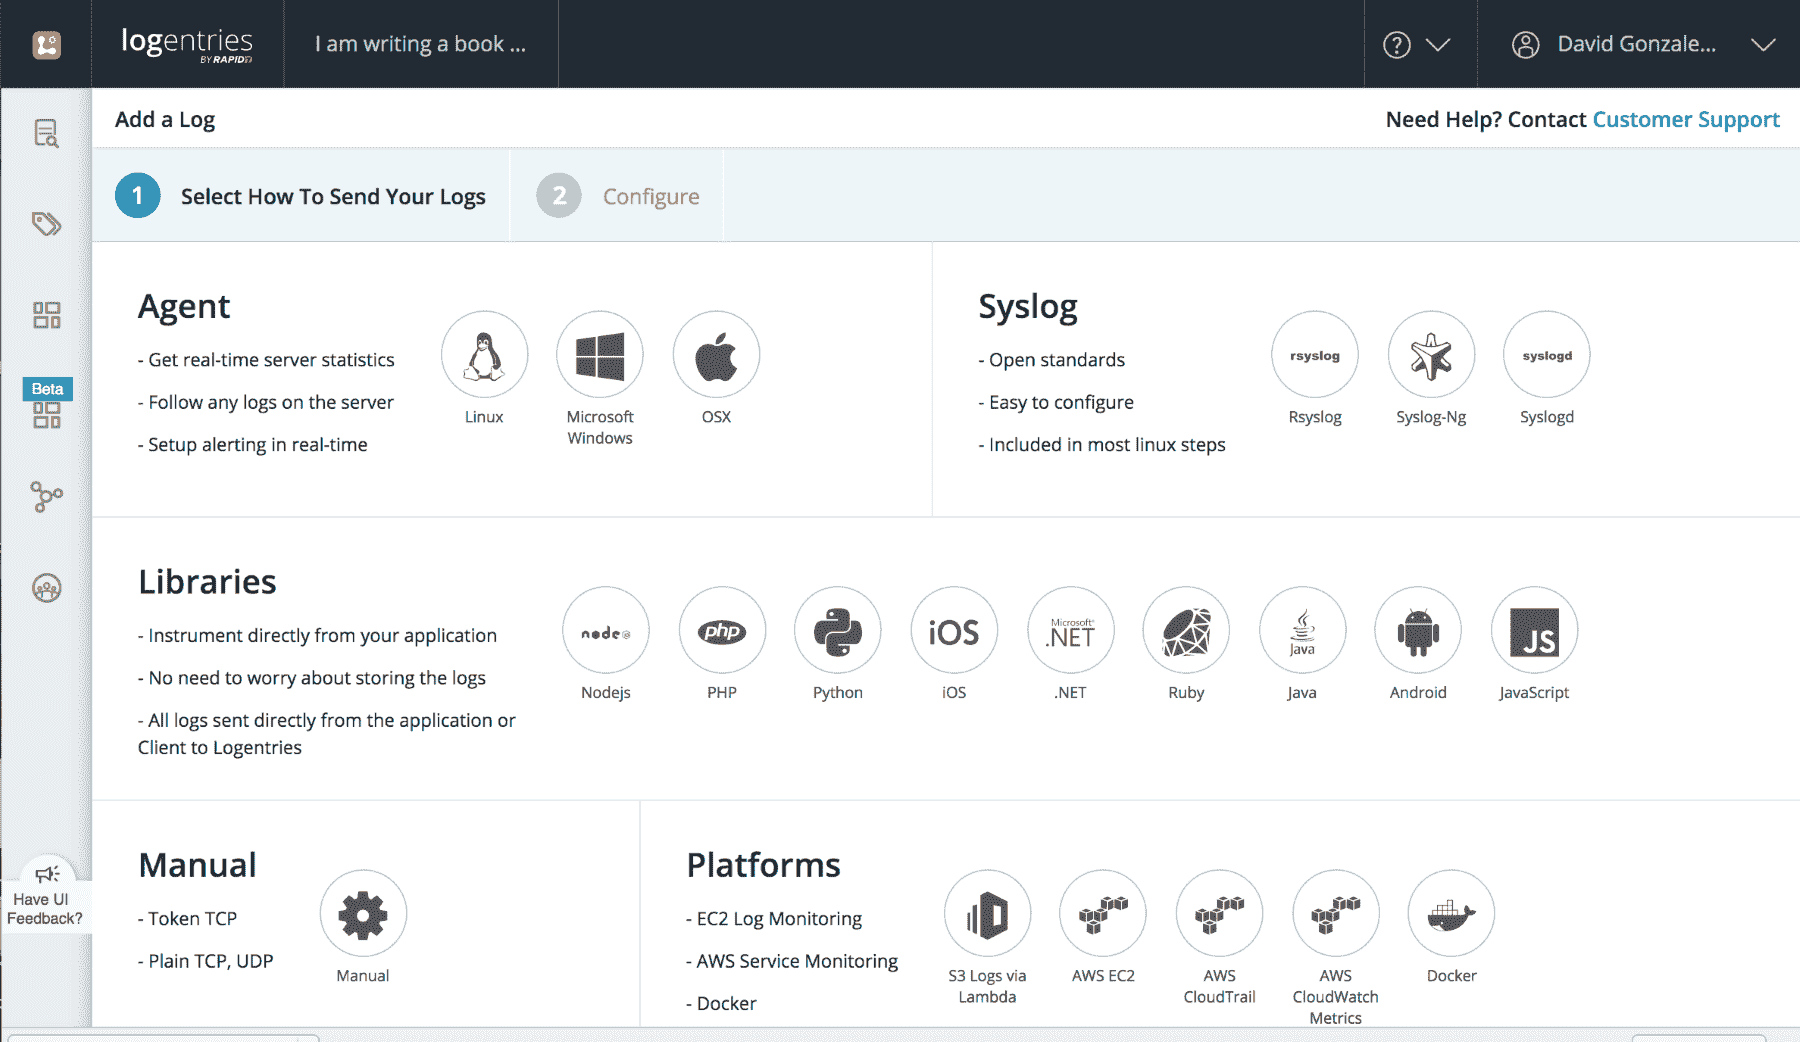 logentries
BY RAPID7
I am writing a book ...
David Gonzale...
Add a Log
Need Help? Contact Customer Support
1 Select How To Send Your Logs
2 Configure
Beta
Agent
- Get real-time server statistics
- Follow any logs on the server
- Setup alerting in real-time
Linux
Microsoft
Windows
OSX
Syslog
- Open standards
- Easy to configure
- Included in most linux steps
rsyslog
Rsyslog
Syslog-Ng
syslogd
Syslogd
Libraries
- Instrument directly from your application
- No need to worry about storing the logs
- All logs sent directly from the application or
Client to Logentries
node
Nodejs
php
PHP
Python
iOS
iOS
Microsoft
.NET
.NET
Ruby
Java
Java
Android
JS
JavaScript
Have UI
Feedback?
Manual
- Token TCP
- Plain TCP, UDP
Manual
Platforms
- EC2 Log Monitoring
- AWS Service Monitoring
- Docker
S3 Logs via
Lambda
AWS EC2
AWS
CloudTrail
AWS
CloudWatch
Metrics
Docker